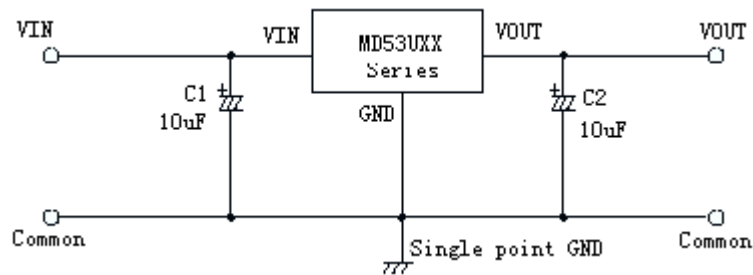 VIN
VIN
MD53UXX
Series
VOUT
VOUT
+
C1
10uF
GND
+
C2
10uF
Common
Single point GND
Common